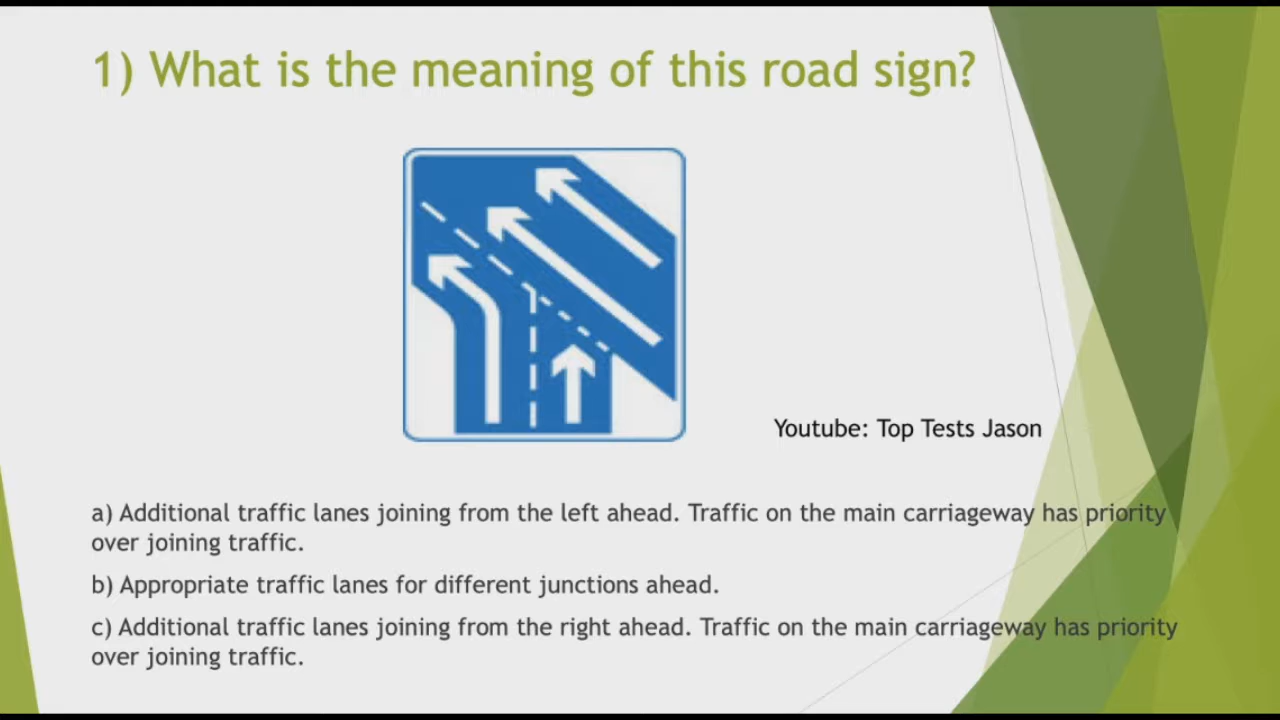 1) What is the meaning of this road sign?
Youtube: Top Tests Jason
a) Additional traffic lanes joining from the left ahead. Traffic on the main carriageway has priority
over joining traffic.
b) Appropriate traffic lanes for different junctions ahead.
c) Additional traffic lanes joining from the right ahead. Traffic on the main carriageway has priority
over joining traffic.